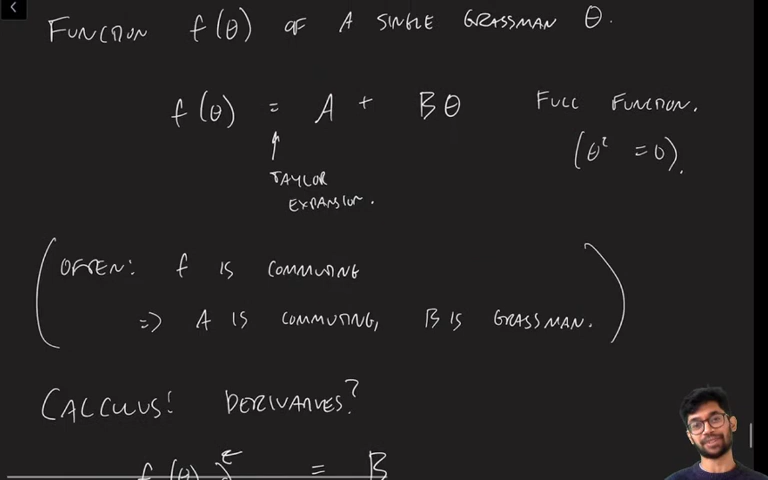 FUNCTION f(θ) OF A SINGLE GRASSMAN θ.
f(θ) = A + Bθ FULL FUNCTION.
(θ² = 0).
↑
TAYLOR
EXPANSION.
(OFTEN: f IS COMMUTING
=> A IS COMMUTING, B IS GRASSMAN.)
CALCULUS! DERIVATIVES?
f(θ) = B